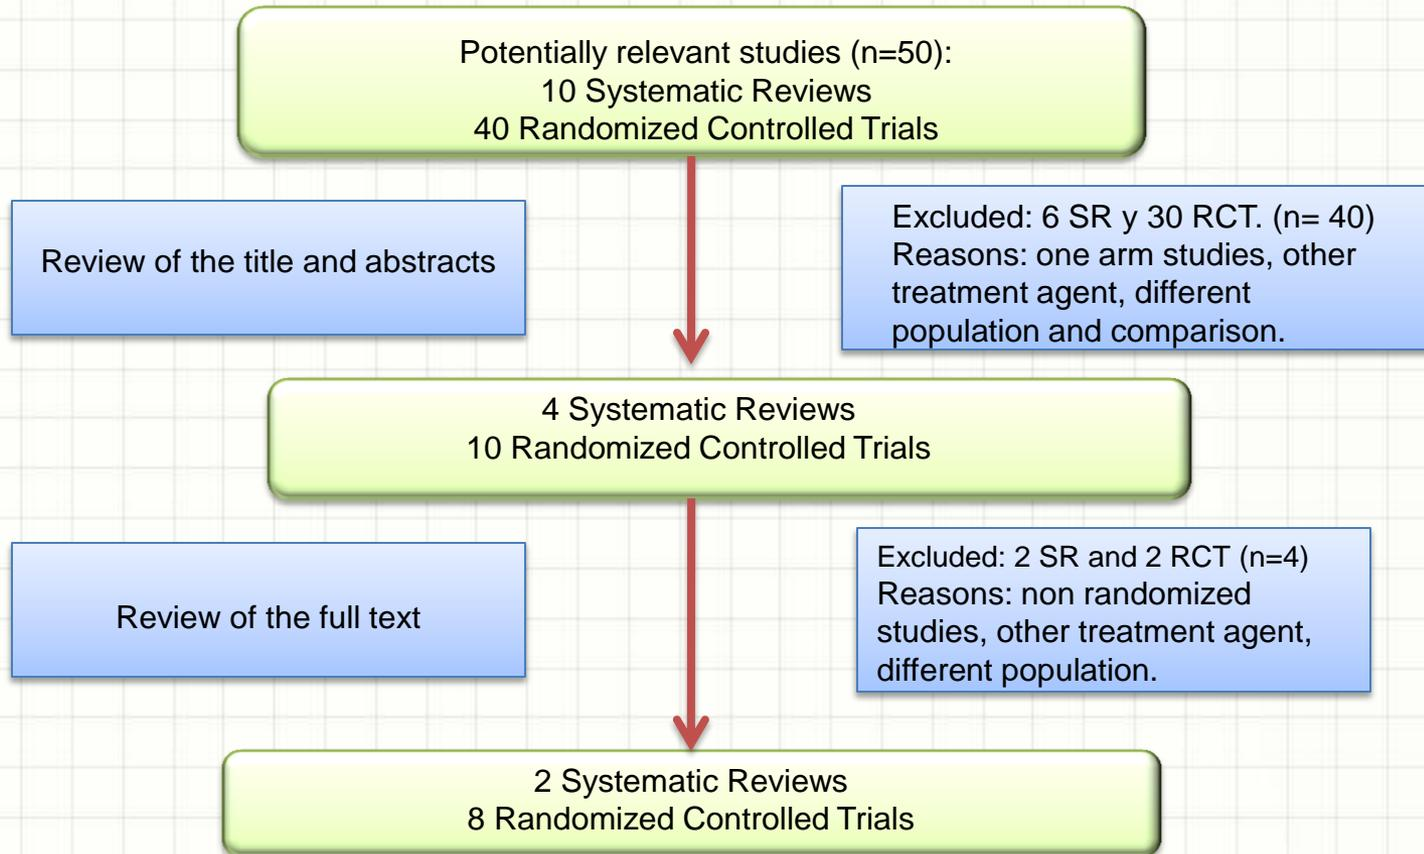 Potentially relevant studies (n=50):
10 Systematic Reviews
40 Randomized Controlled Trials
Review of the title and abstracts
Excluded: 6 SR y 30 RCT. (n= 40)
Reasons: one arm studies, other
treatment agent, different
population and comparison.
4 Systematic Reviews
10 Randomized Controlled Trials
Review of the full text
Excluded: 2 SR and 2 RCT (n=4)
Reasons: non randomized
studies, other treatment agent,
different population.
2 Systematic Reviews
8 Randomized Controlled Trials